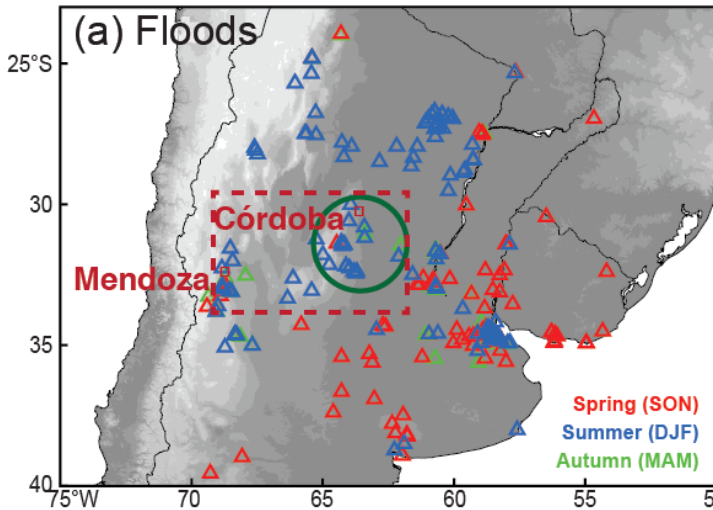 (a) Floods
25°S
30
35
40
Córdoba
Mendoza
Spring (SON)
Summer (DJF)
Autumn (MAM)
75°W
70
65
60
55